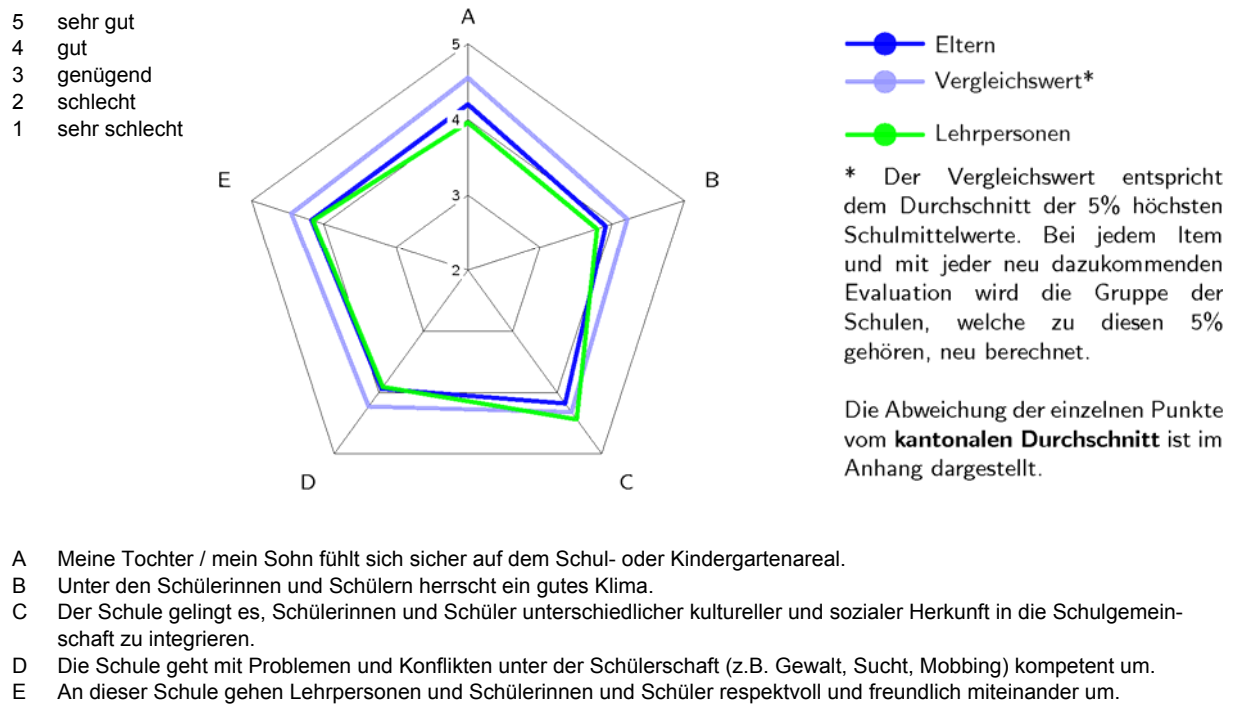 5 sehr gut
4 gut
3 genügend
2 schlecht
1 sehr schlecht
A
5
4
3
2
B
C
D
E
Eltern
Vergleichswert*
Lehrpersonen
* Der Vergleichswert entspricht
dem Durchschnitt der 5% höchsten
Schulmittelwerte. Bei jedem Item
und mit jeder neu dazukommenden
Evaluation wird die Gruppe der
Schulen, welche zu diesen 5%
gehören, neu berechnet.
Die Abweichung der einzelnen Punkte
vom kantonalen Durchschnitt ist im
Anhang dargestellt.
A Meine Tochter / mein Sohn fühlt sich sicher auf dem Schul- oder Kindergartenareal.
B Unter den Schülerinnen und Schülern herrscht ein gutes Klima.
C Der Schule gelingt es, Schülerinnen und Schüler unterschiedlicher kultureller und sozialer Herkunft in die Schulgemein-
schaft zu integrieren.
D Die Schule geht mit Problemen und Konflikten unter der Schülerschaft (z.B. Gewalt, Sucht, Mobbing) kompetent um.
E An dieser Schule gehen Lehrpersonen und Schülerinnen und Schüler respektvoll und freundlich miteinander um.